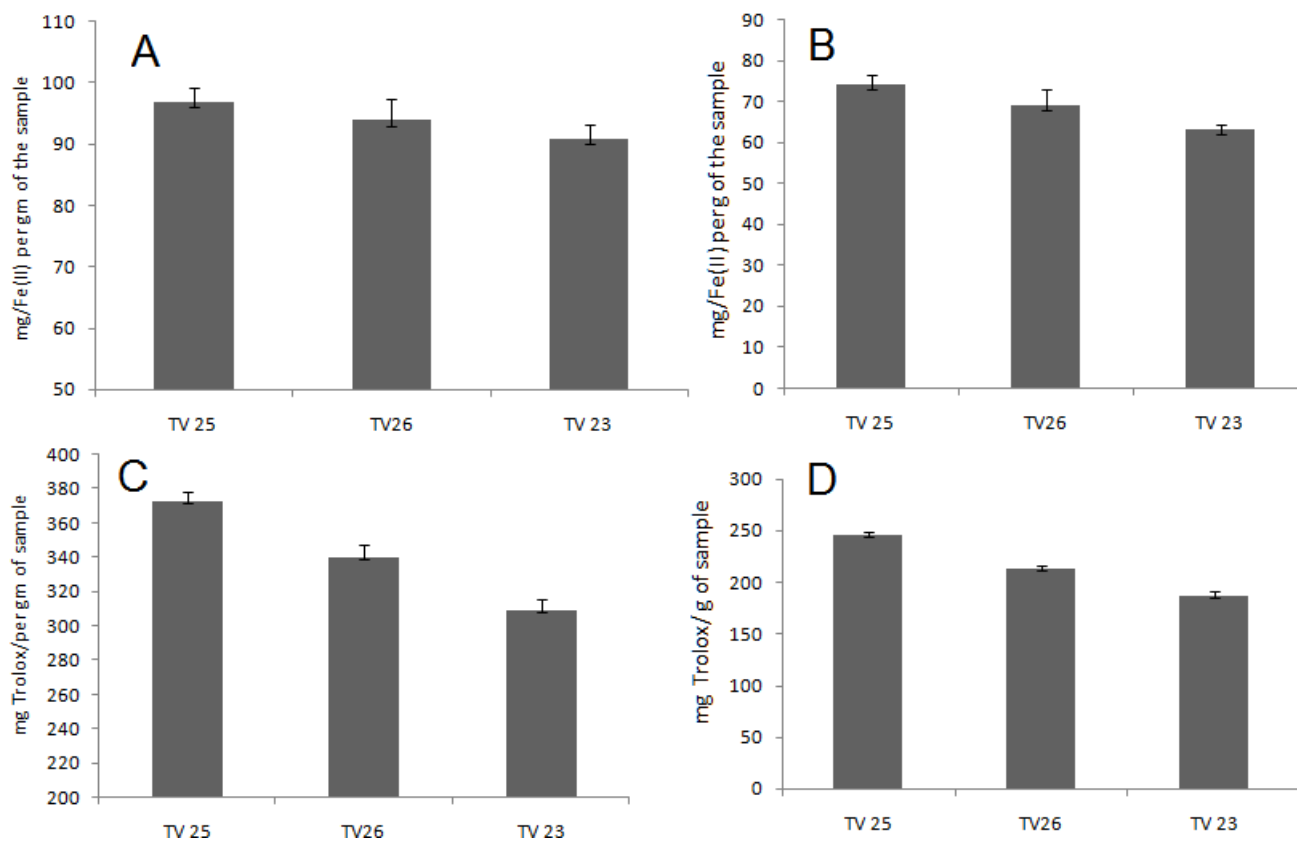 A
mg/Fe(II) per gm of the sample
110
100
90
80
70
60
50
TV 25
TV26
TV 23
B
mg/Fe(II) per g of the sample
90
80
70
60
50
40
30
20
10
0
TV 25
TV26
TV 23
C
mg Trolox/per gm of sample
400
380
360
340
320
300
280
260
240
220
200
TV 25
TV26
TV 23
D
mg Trolox/ g of sample
300
250
200
150
100
50
0
TV 25
TV26
TV 23